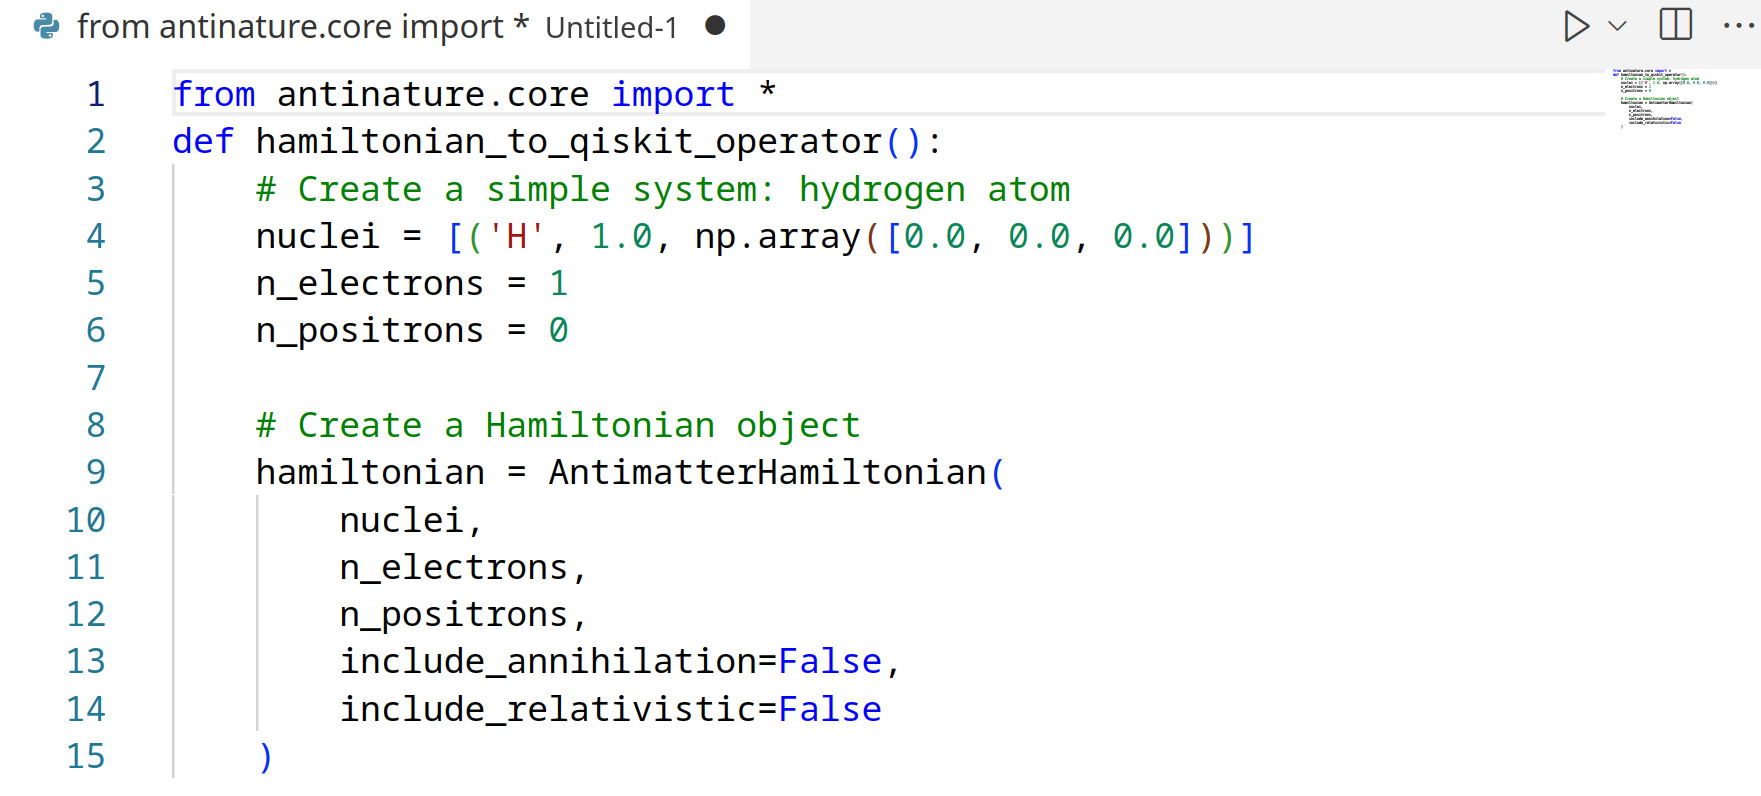 from antinature.core import * Untitled-1
1 from antinature.core import *
2 def hamiltonian_to_qiskit_operator():
3     # Create a simple system: hydrogen atom
4     nuclei = [('H', 1.0, np.array([0.0, 0.0, 0.0]))]
5     n_electrons = 1
6     n_positrons = 0
7
8     # Create a Hamiltonian object
9     hamiltonian = AntimatterHamiltonian(
10         nuclei,
11         n_electrons,
12         n_positrons,
13         include_annihilation=False,
14         include_relativistic=False
15     )